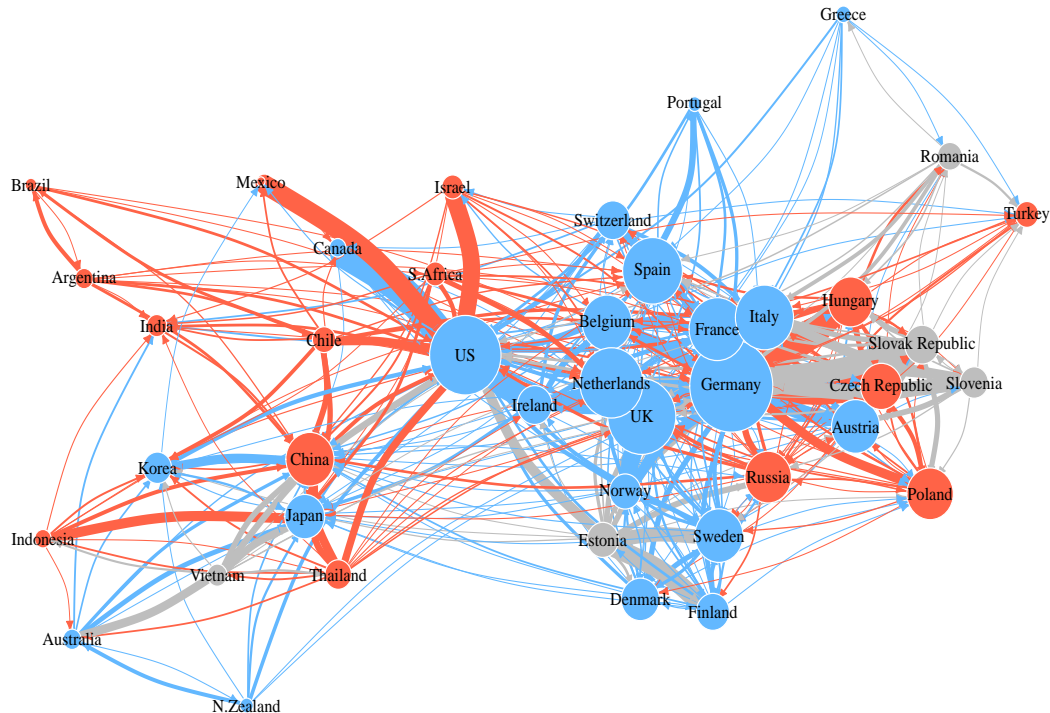 Greece
Portugal
Romania
Brazil
Mexico
Israel
Turkey
Switzerland
Canada
Argentina
S.Africa
Spain
Hungary
India
Chile
Belgium
France
Italy
Slovak Republic
US
Netherlands
Germany
Czech Republic
Slovenia
Ireland
UK
Austria
Korea
China
Russia
Norway
Poland
Japan
Indonesia
Estonia
Sweden
Vietnam
Thailand
Denmark
Finland
Australia
N.Zealand